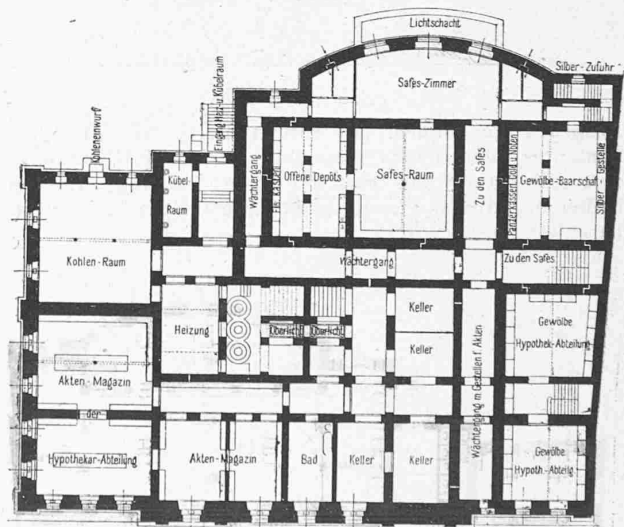 Lichtschacht
Silber-Zufuhr
Safes-Zimmer
Eingang Holz-u.Kübelraum
Kohleneinwurf
Wächtergang
Offene Depôts
Safes-Raum
Zu den Safes
Panzerkassen Gold u. Noten
Gewölbe-Baarschaft
Silber-Gestelle
Kübel
Raum
Kohlen-Raum
Wächtergang
Zu den Safes
Heizung
Oberlicht
Oberlicht
Keller
Keller
Gewölbe
Hypothek-Abteilung
Wächtergang m. Gestellen f. Akten
Akten-Magazin
der
Hypothekar-Abteilung
Akten-Magazin
Bad
Keller
Keller
Gewölbe
Hypoth-Abteilg